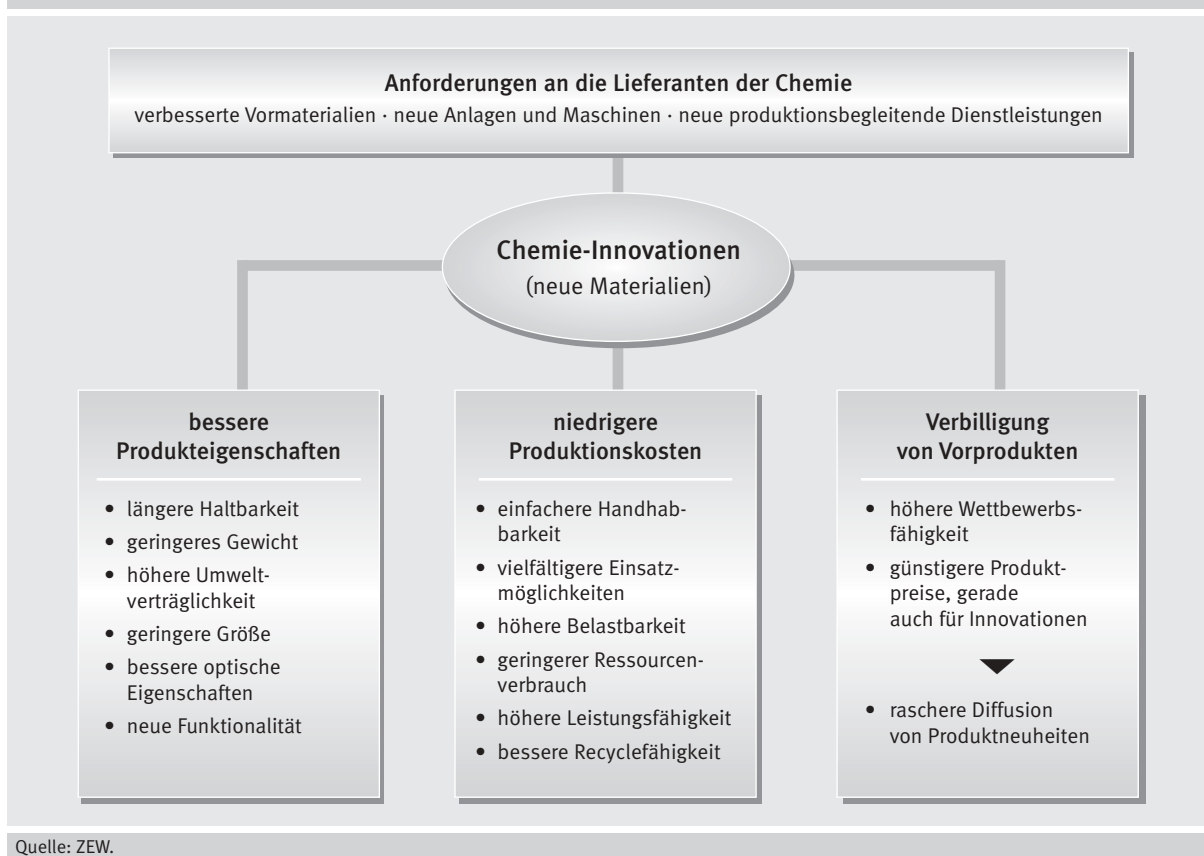 Anforderungen an die Lieferanten der Chemie
verbesserte Vormaterialien · neue Anlagen und Maschinen · neue produktionsbegleitende Dienstleistungen
Chemie-Innovationen
(neue Materialien)
bessere
Produkteigenschaften
• längere Haltbarkeit
• geringeres Gewicht
• höhere Umwelt-
verträglichkeit
• geringere Größe
• bessere optische
Eigenschaften
• neue Funktionalität
niedrigere
Produktionskosten
• einfachere Handhab-
barkeit
• vielfältigere Einsatz-
möglichkeiten
• höhere Belastbarkeit
• geringerer Ressourcen-
verbrauch
• höhere Leistungsfähigkeit
• bessere Recyclefähigkeit
Verbilligung
von Vorprodukten
• höhere Wettbewerbs-
fähigkeit
• günstigere Produkt-
preise, gerade
auch für Innovationen
• raschere Diffusion
von Produktneuheiten
Quelle: ZEW.